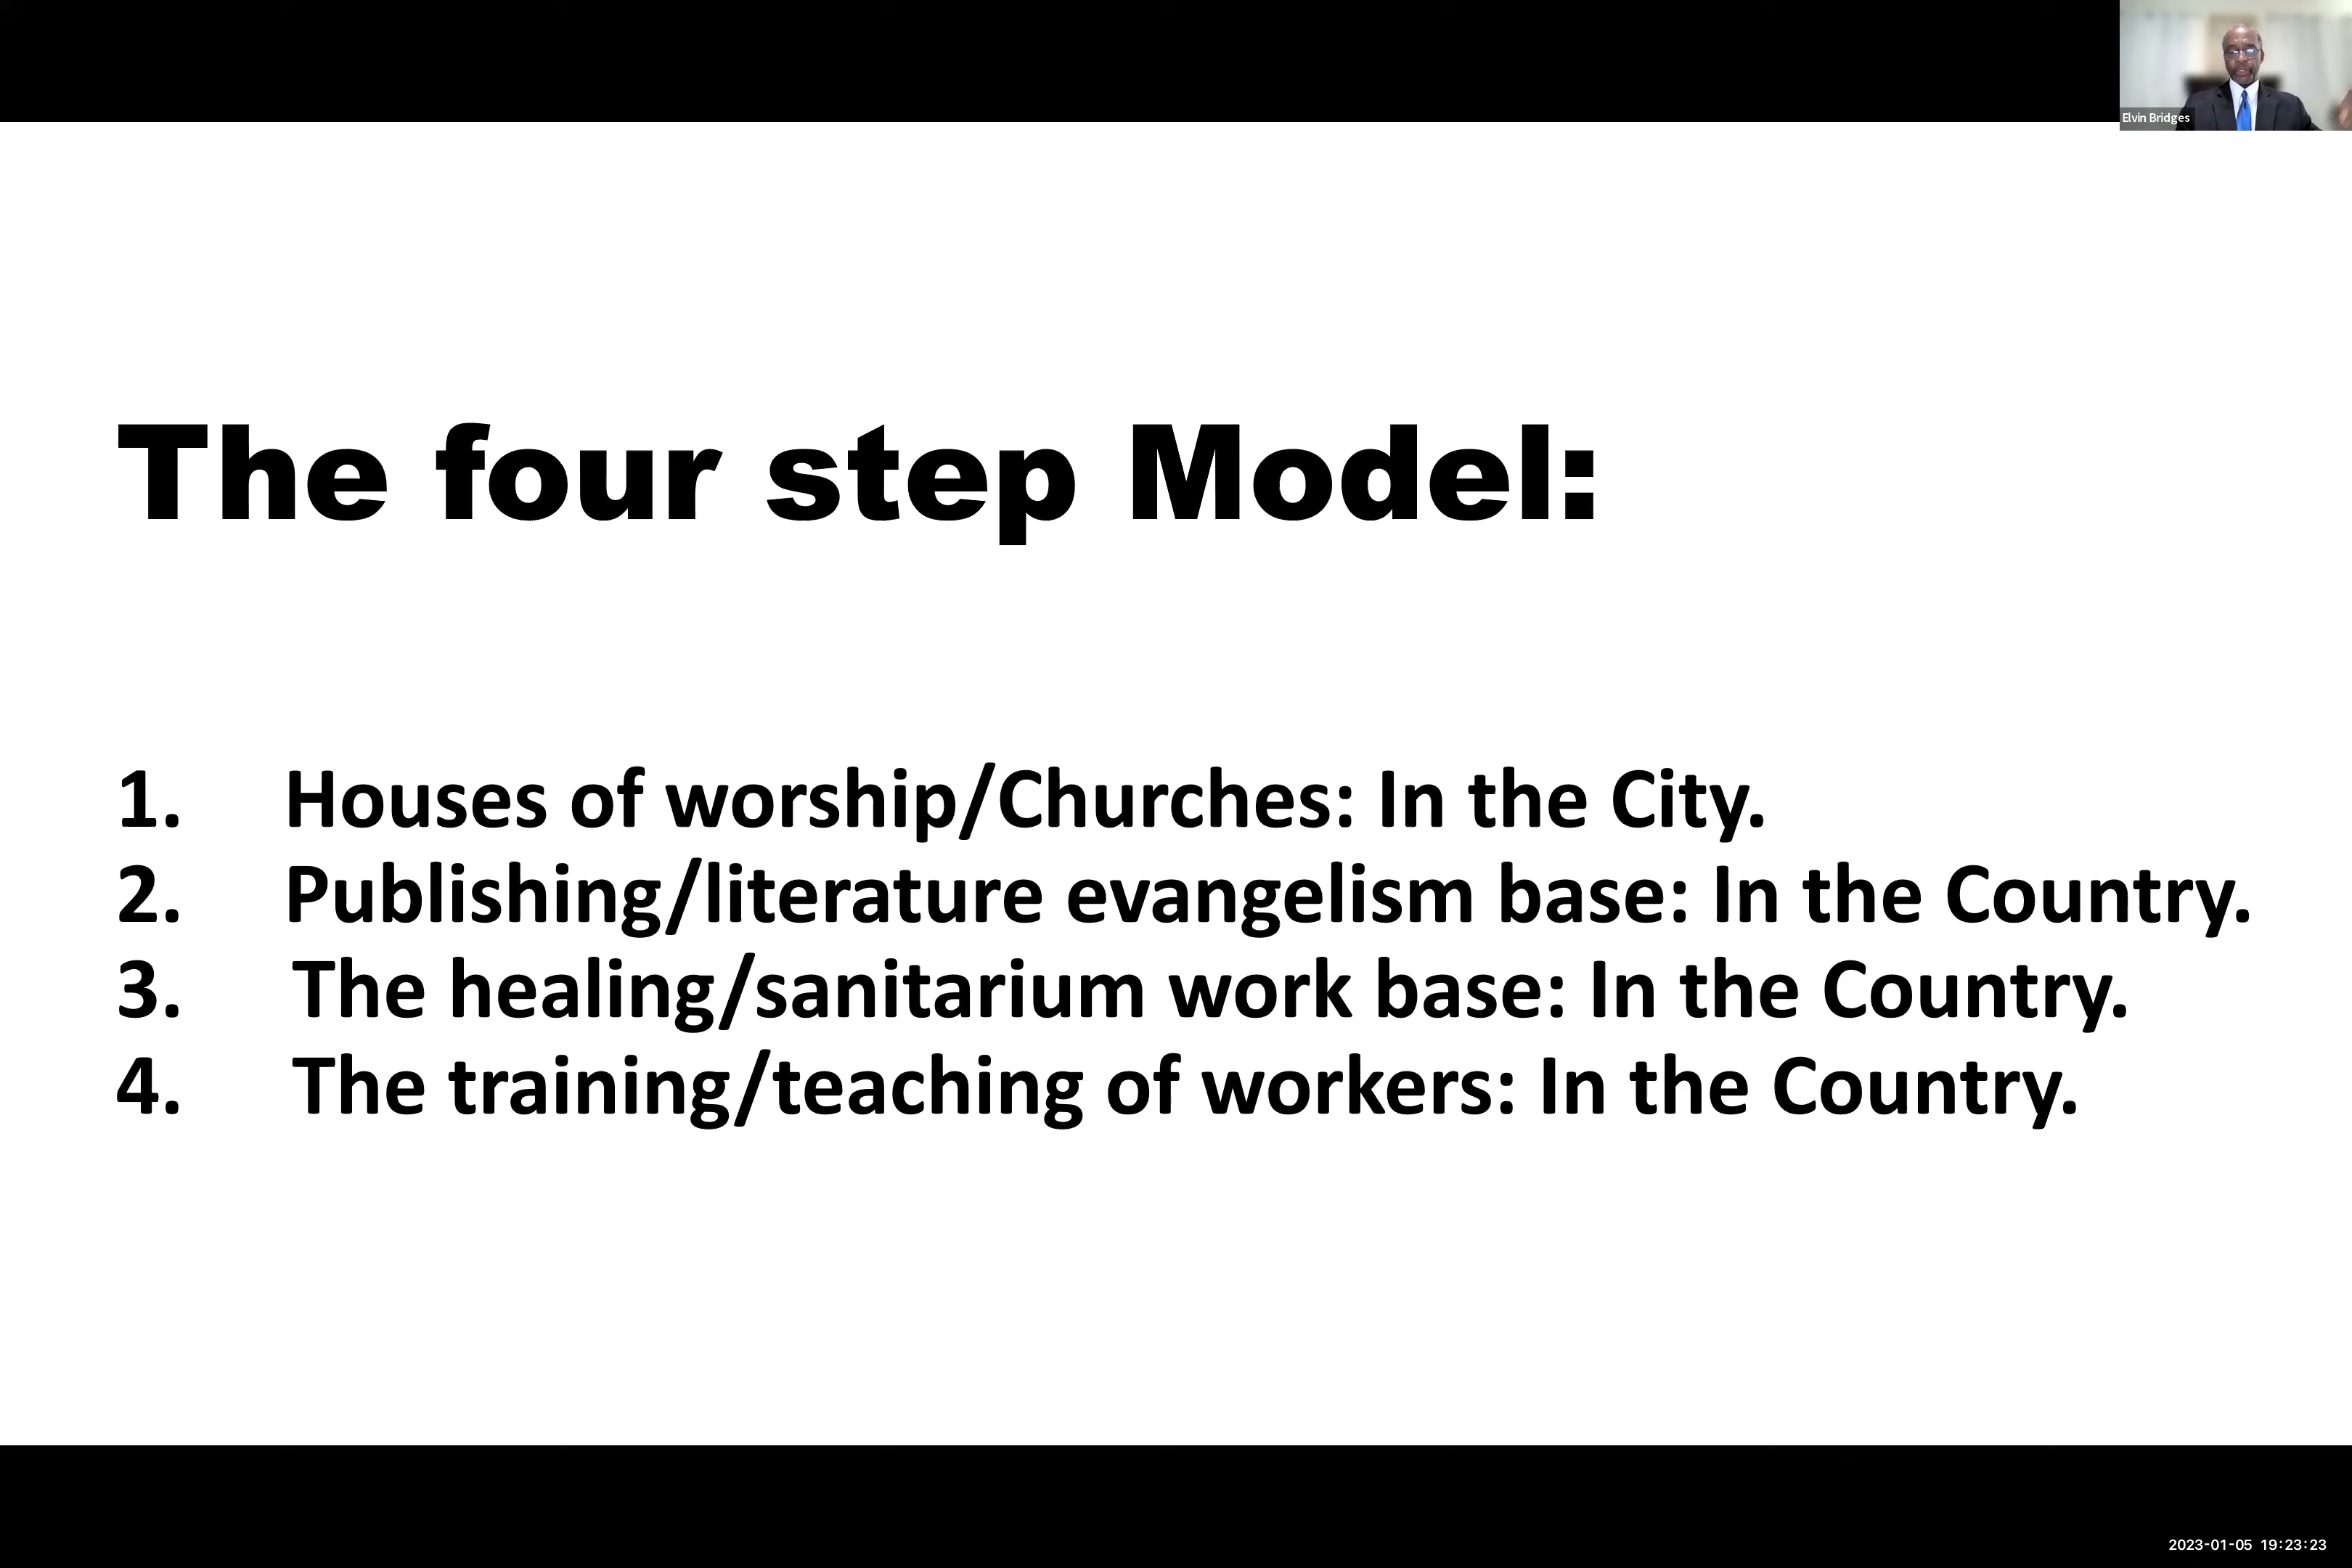 Elvin Bridges
The four step Model:
1. Houses of worship/Churches: In the City.
2. Publishing/literature evangelism base: In the Country.
3. The healing/sanitarium work base: In the Country.
4. The training/teaching of workers: In the Country.
2023-01-05 19:23:23